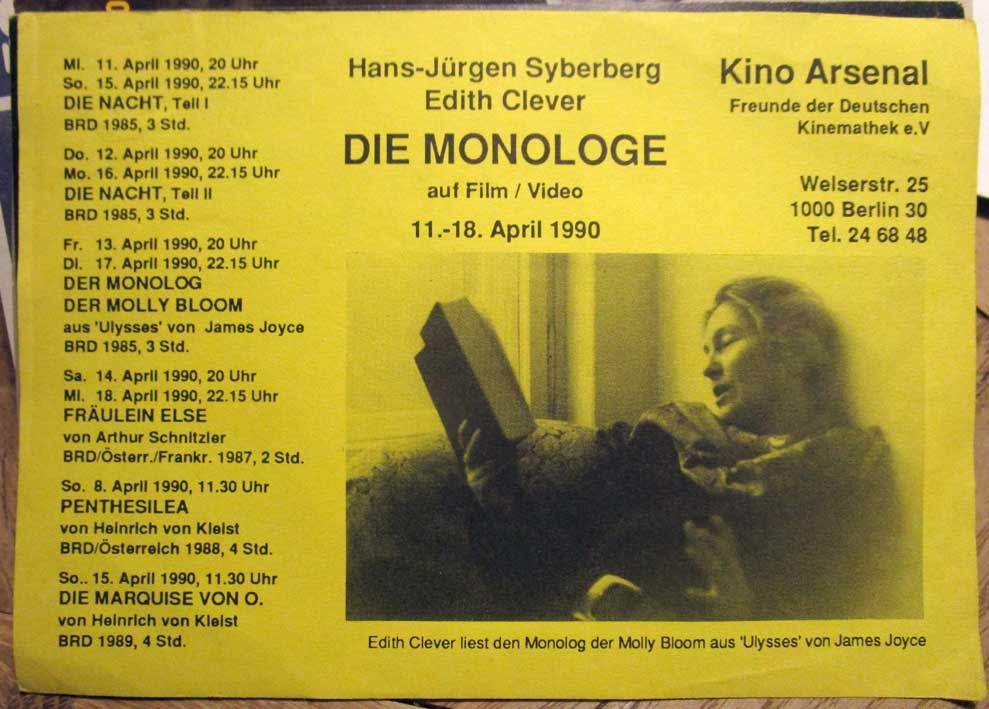 Mi. 11. April 1990, 20 Uhr
So. 15. April 1990, 22.15 Uhr
DIE NACHT, Teil I
BRD 1985, 3 Std.
Do. 12. April 1990, 20 Uhr
Mo. 16. April 1990, 22.15 Uhr
DIE NACHT, Teil II
BRD 1985, 3 Std.
Fr. 13. April 1990, 20 Uhr
Di. 17. April 1990, 22.15 Uhr
DER MONOLOG
DER MOLLY BLOOM
aus 'Ulysses' von James Joyce
BRD 1985, 3 Std.
Sa. 14. April 1990, 20 Uhr
Mi. 18. April 1990, 22.15 Uhr
FRÄULEIN ELSE
von Arthur Schnitzler
BRD/Österr./Frankr. 1987, 2 Std.
So. 8. April 1990, 11.30 Uhr
PENTHESILEA
von Heinrich von Kleist
BRD/Österreich 1988, 4 Std.
So.. 15. April 1990, 11.30 Uhr
DIE MARQUISE VON O.
von Heinrich von Kleist
BRD 1989, 4 Std.
Hans-Jürgen Syberberg
Edith Clever
DIE MONOLOGE
auf Film / Video
11.-18. April 1990
Kino Arsenal
Freunde der Deutschen
Kinemathek e.V
Welserstr. 25
1000 Berlin 30
Tel. 24 68 48
Edith Clever liest den Monolog der Molly Bloom aus 'Ulysses' von James Joyce